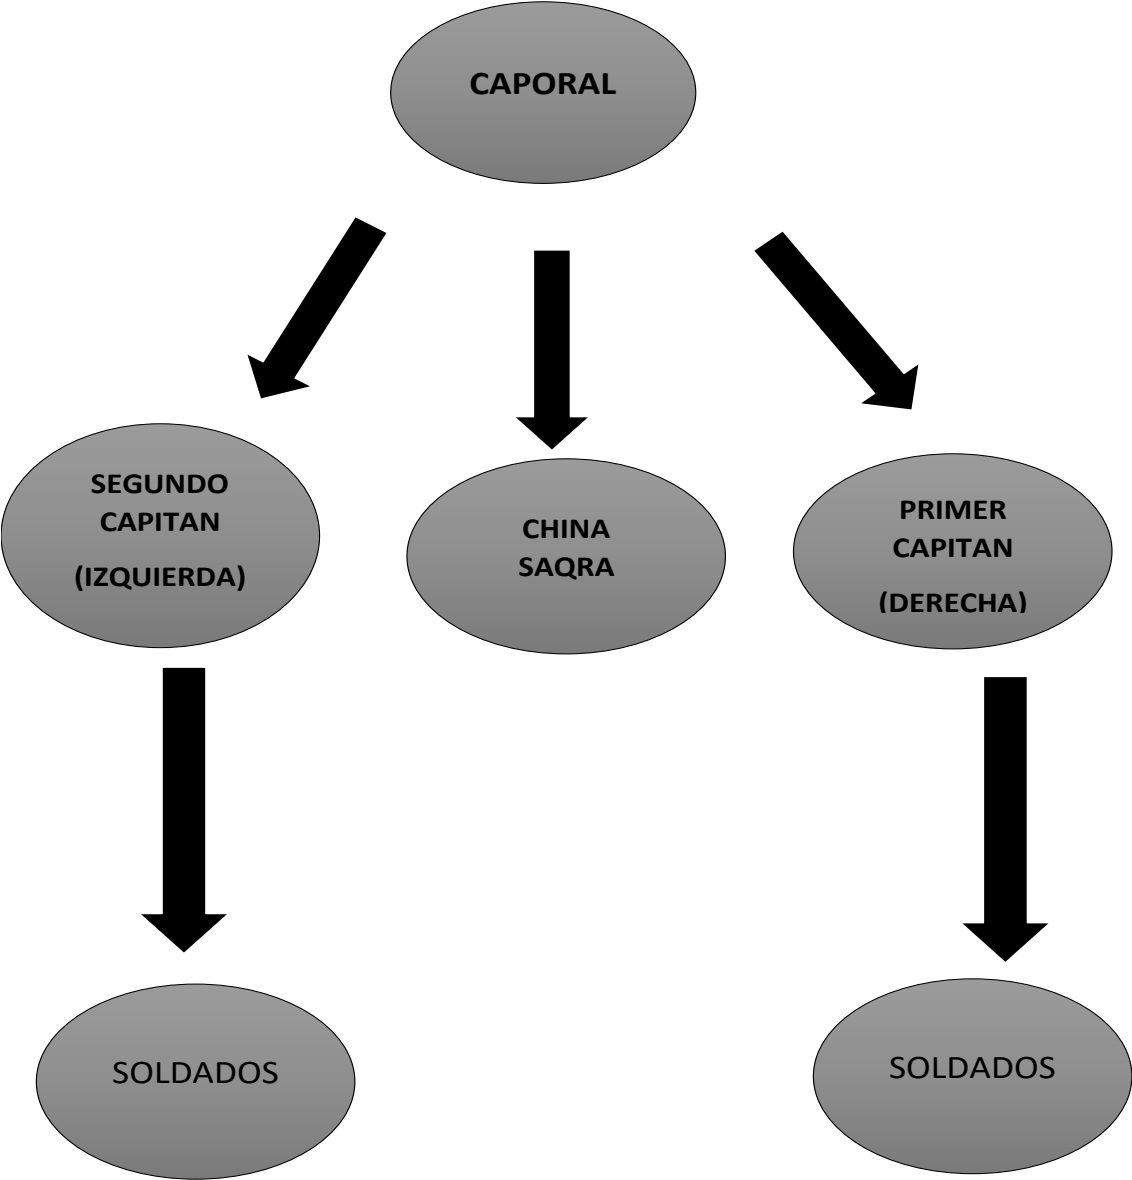 CAPORAL
SEGUNDO
CAPITAN
(IZQUIERDA)
CHINA
SAQRA
PRIMER
CAPITAN
(DERECHA)
SOLDADOS
SOLDADOS